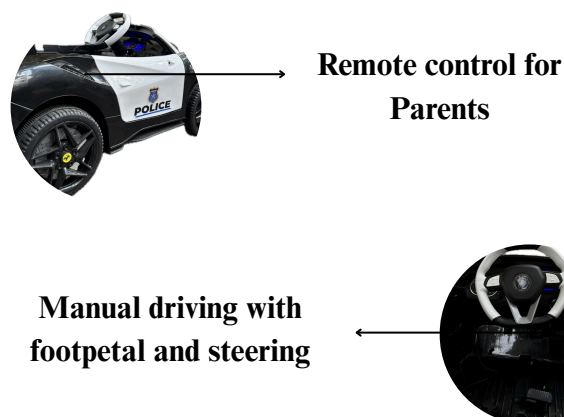 Remote control for
Parents
POLICE
Manual driving with
footpetal and steering